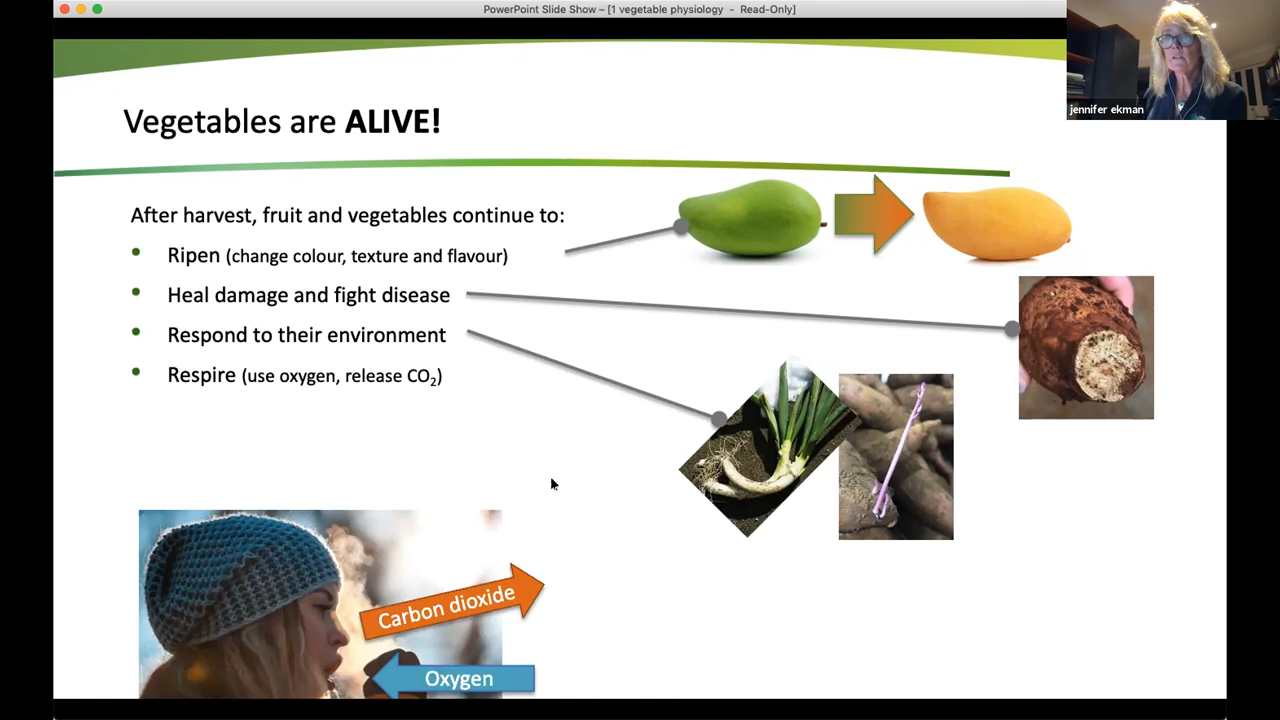 PowerPoint Slide Show – [1 vegetable physiology - Read-Only]
jennifer ekman
Vegetables are ALIVE!
After harvest, fruit and vegetables continue to:
• Ripen (change colour, texture and flavour)
• Heal damage and fight disease
• Respond to their environment
• Respire (use oxygen, release CO₂)
Carbon dioxide
Oxygen